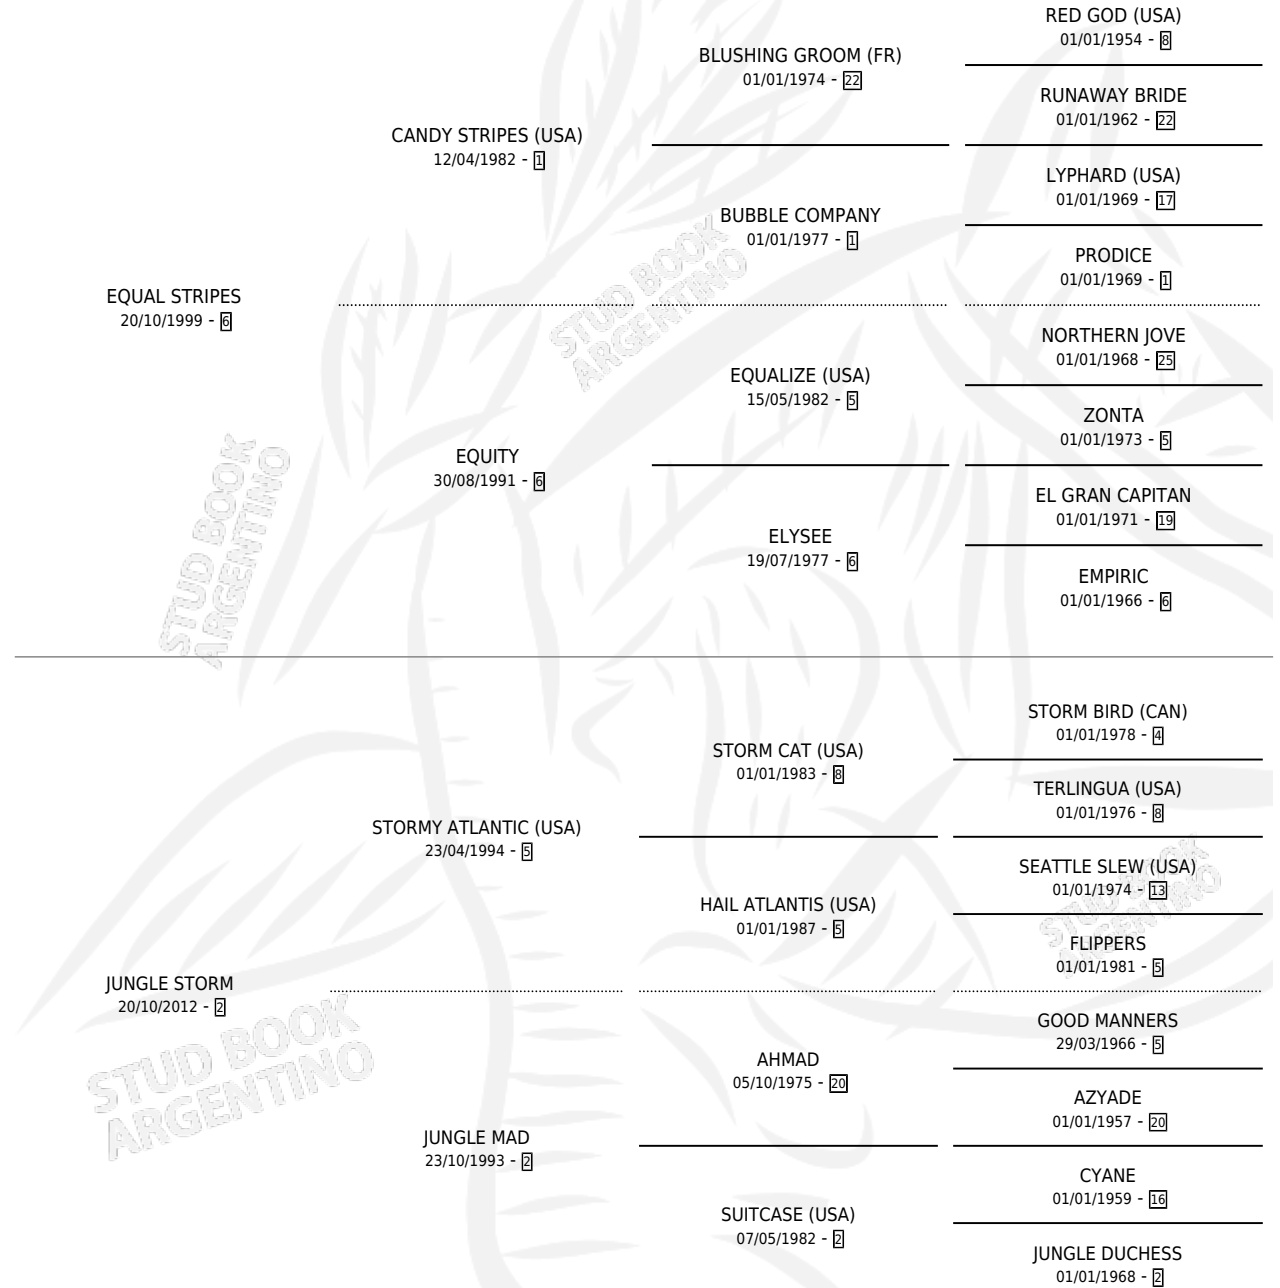 RED GOD (USA)
01/01/1954 - 8
BLUSHING GROOM (FR)
01/01/1974 - 22
RUNAWAY BRIDE
01/01/1962 - 22
CANDY STRIPES (USA)
12/04/1982 - 1
LYPHARD (USA)
01/01/1969 - 17
BUBBLE COMPANY
01/01/1977 - 1
PRODICE
01/01/1969 - 1
EQUAL STRIPES
20/10/1999 - 6
NORTHERN JOVE
01/01/1968 - 25
EQUALIZE (USA)
15/05/1982 - 5
ZONTA
01/01/1973 - 5
EQUITY
30/08/1991 - 6
EL GRAN CAPITAN
01/01/1971 - 19
ELYSEE
19/07/1977 - 6
EMPIRIC
01/01/1966 - 6
STUD BOOK
ARGENTINO
STUD BOOK
ARGENTINO
STORM BIRD (CAN)
01/01/1978 - 4
STORM CAT (USA)
01/01/1983 - 8
TERLINGUA (USA)
01/01/1976 - 8
STORMY ATLANTIC (USA)
23/04/1994 - 5
SEATTLE SLEW (USA)
01/01/1974 - 13
HAIL ATLANTIS (USA)
01/01/1987 - 5
FLIPPERS
01/01/1981 - 5
JUNGLE STORM
20/10/2012 - 2
GOOD MANNERS
29/03/1966 - 5
AHMAD
05/10/1975 - 20
AZYADE
01/01/1957 - 20
JUNGLE MAD
23/10/1993 - 2
CYANE
01/01/1959 - 16
SUITCASE (USA)
07/05/1982 - 2
JUNGLE DUCHESS
01/01/1968 - 2
STUD BOOK
ARGENTINO
STUD BOOK
ARGENTINO